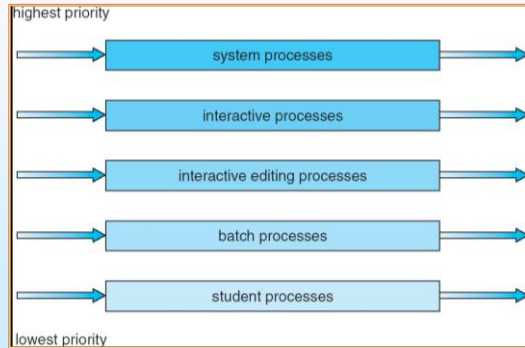 highest priority
system processes
interactive processes
interactive editing processes
batch processes
student processes
lowest priority